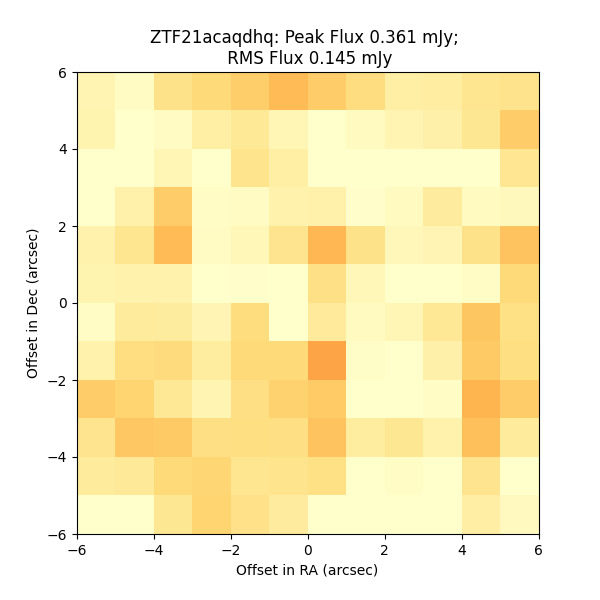 ZTF21acaqdhq: Peak Flux 0.361 mJy;
RMS Flux 0.145 mJy
6
4
2
0
−2
−4
−6
Offset in Dec (arcsec)
−6 −4 −2 0 2 4 6
Offset in RA (arcsec)